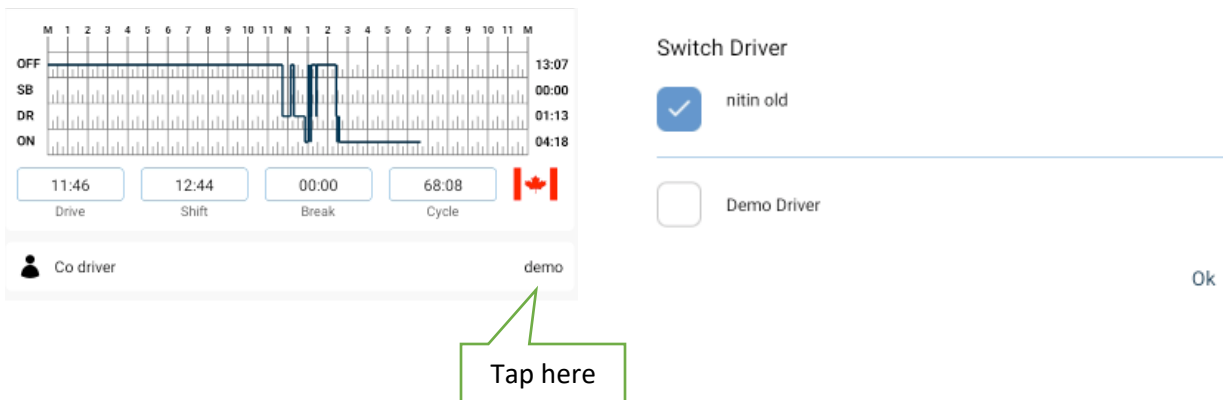 M 1 2 3 4 5 6 7 8 9 10 11 N 1 2 3 4 5 6 7 8 9 10 11 M
OFF 13:07
SB 00:00
DR 01:13
ON 04:18
11:46 12:44 00:00 68:08
Drive Shift Break Cycle
Co driver demo
Tap here
Switch Driver
nitin old
Demo Driver
Ok